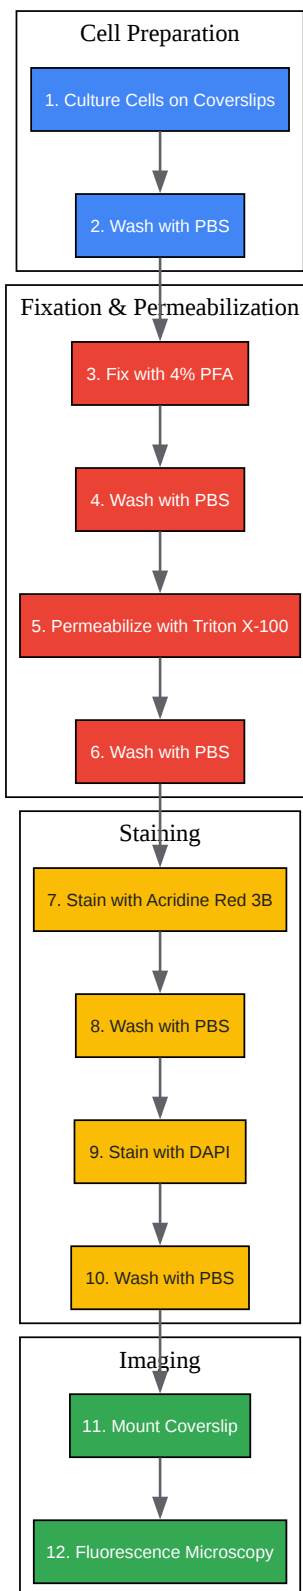 Cell Preparation
1. Culture Cells on Coverslips
2. Wash with PBS
Fixation & Permeabilization
3. Fix with 4% PFA
4. Wash with PBS
5. Permeabilize with Triton X-100
6. Wash with PBS
Staining
7. Stain with Acridine Red 3B
8. Wash with PBS
9. Stain with DAPI
10. Wash with PBS
Imaging
11. Mount Coverslip
12. Fluorescence Microscopy